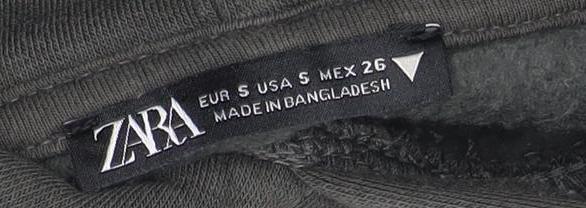 ZARA
EUR S USA S MEX 26
MADE IN BANGLADESH